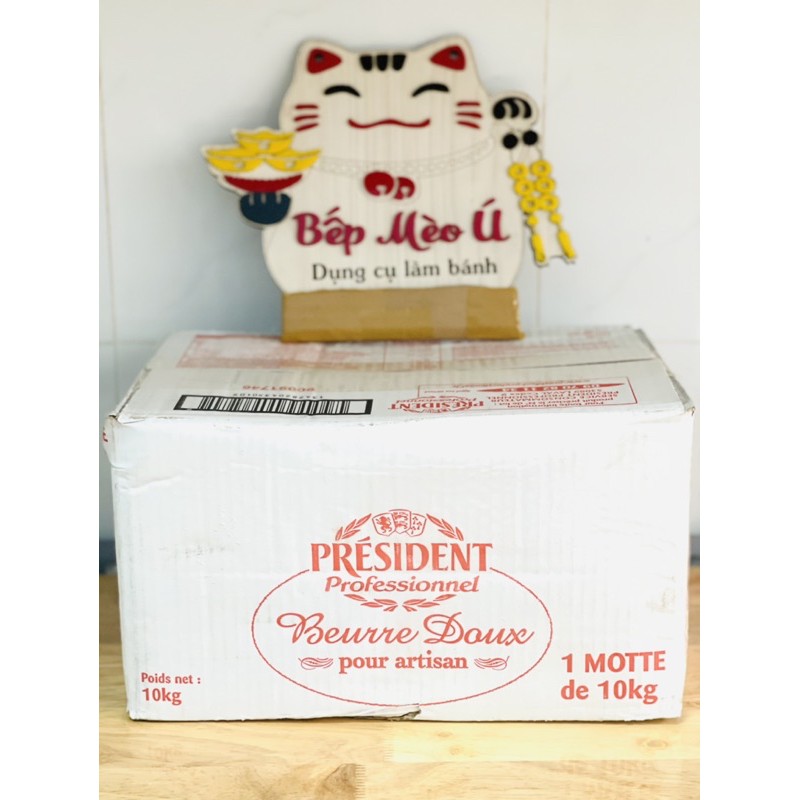 Bếp Mèo Ú
Dụng cụ làm bánh
PRÉSIDENT
Professionnel
Beurre Doux
pour artisan
Poids net :
10kg
1 MOTTE
de 10kg